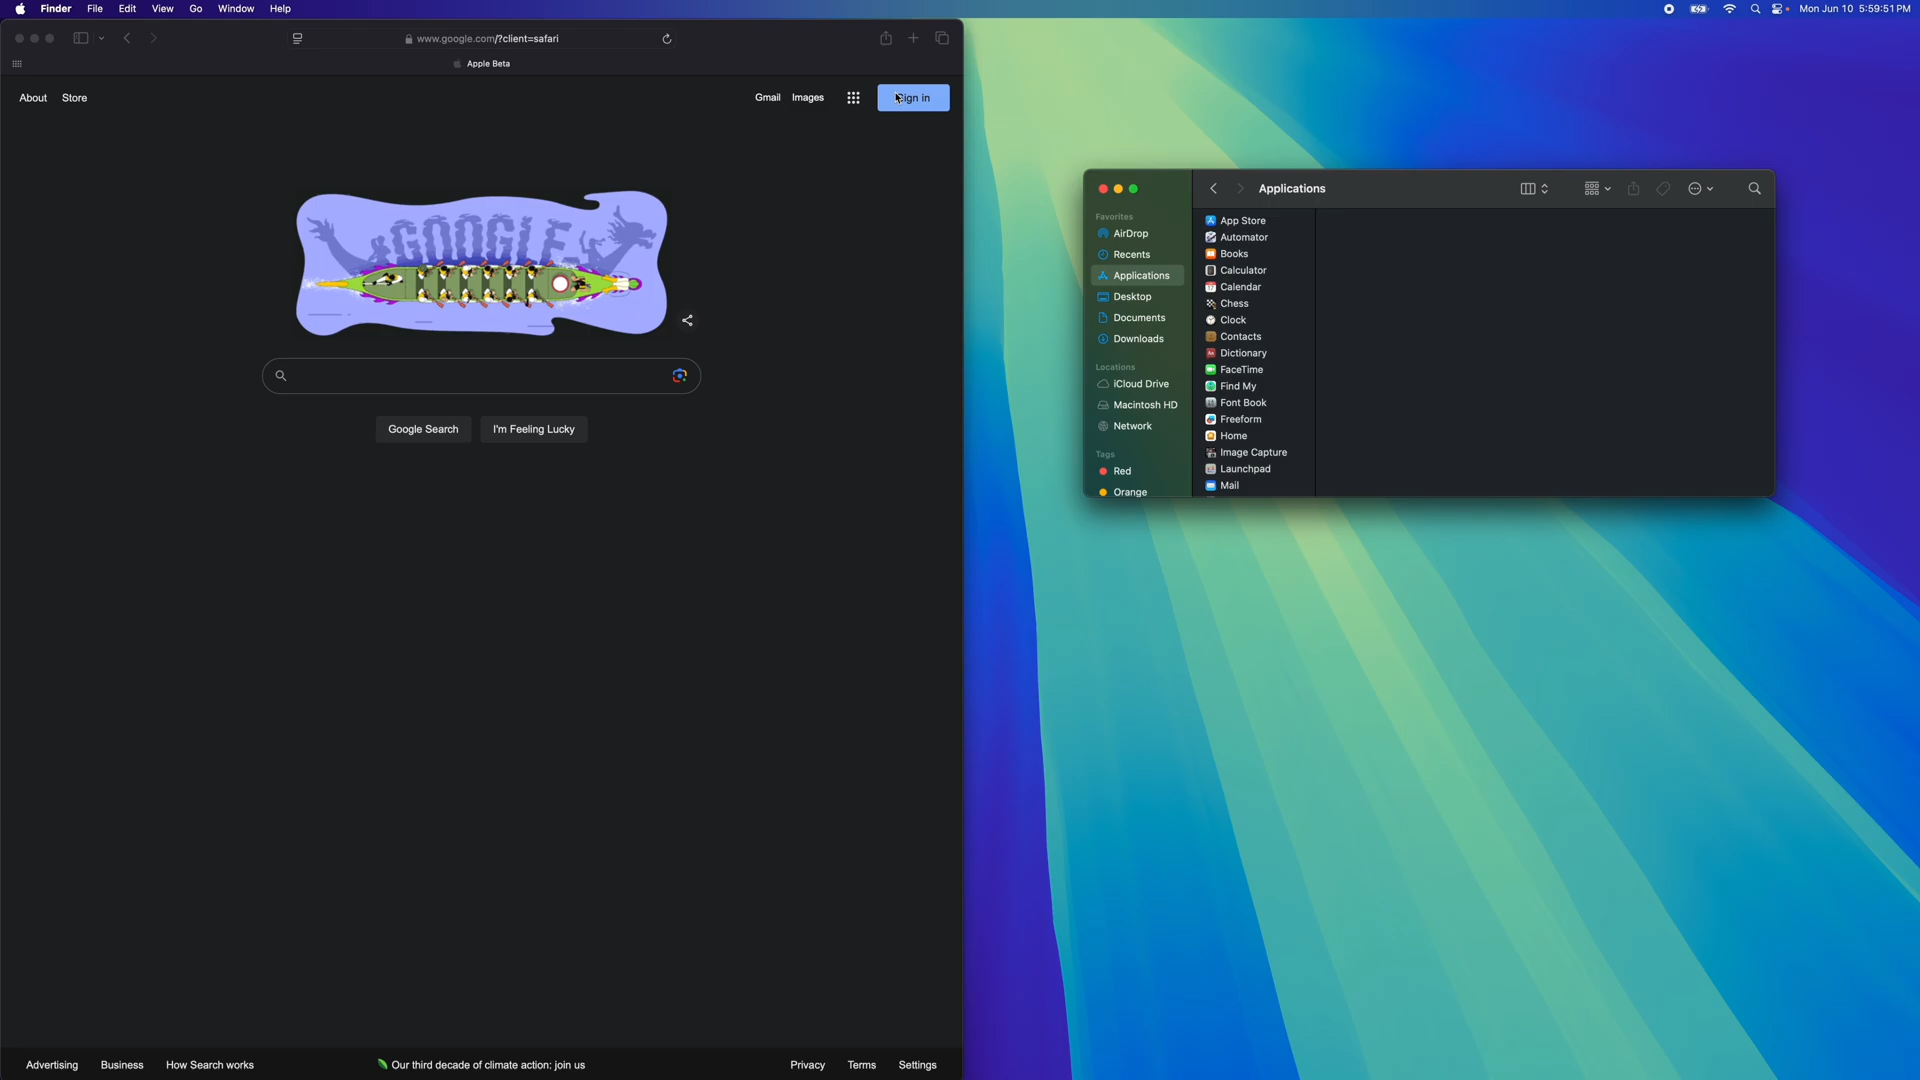 Finder File Edit View Go Window Help
Mon Jun 10 5:59:51 PM
www.google.com/?client=safari
Apple Beta
About Store
Gmail Images
Sign in
GOOGLE
Google Search
I'm Feeling Lucky
Advertising Business How Search works
Our third decade of climate action: join us
Privacy Terms Settings
Applications
Favorites
AirDrop
Recents
Applications
Desktop
Documents
Downloads
Locations
iCloud Drive
Macintosh HD
Network
Tags
Red
Orange
App Store
Automator
Books
Calculator
Calendar
Chess
Clock
Contacts
Dictionary
FaceTime
Find My
Font Book
Freeform
Home
Image Capture
Launchpad
Mail